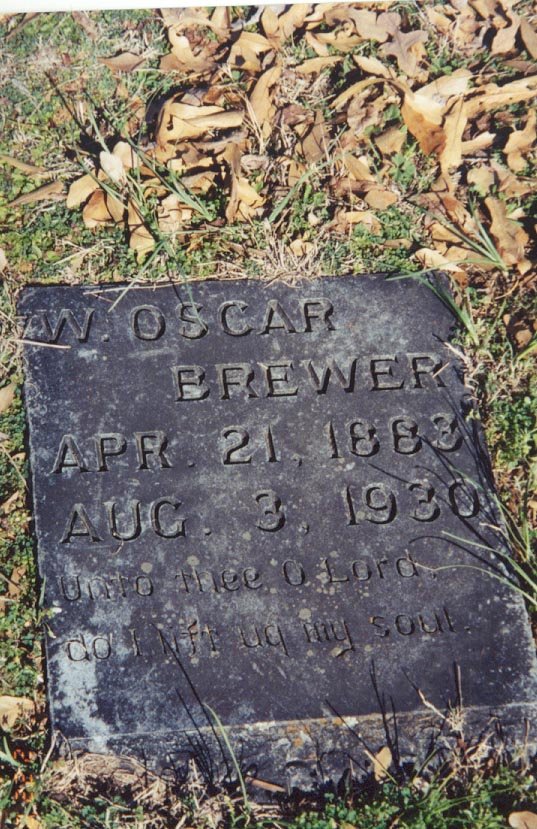 W. OSCAR
BREWER
APR. 21, 1883
AUG. 3, 1930
Unto thee O Lord,
do I lift up my soul.